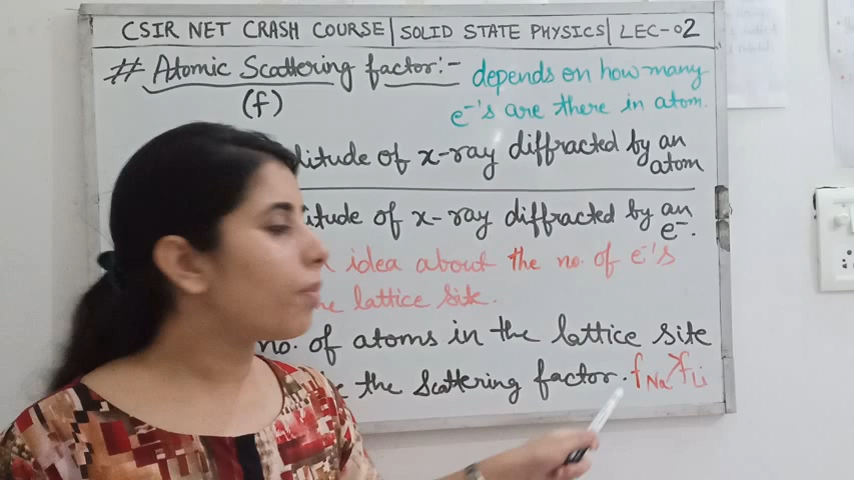 CSIR NET CRASH COURSE | SOLID STATE PHYSICS | LEC-02
# Atomic Scattering factor:- depends on how many
(f) e⁻'s are there in atom.
litude of x-ray diffracted by an
atom
itude of x-ray diffracted by an
e⁻.
idea about the no. of e⁻'s
lattice site.
no. of atoms in the lattice site
the scattering factor. fNa > fLi